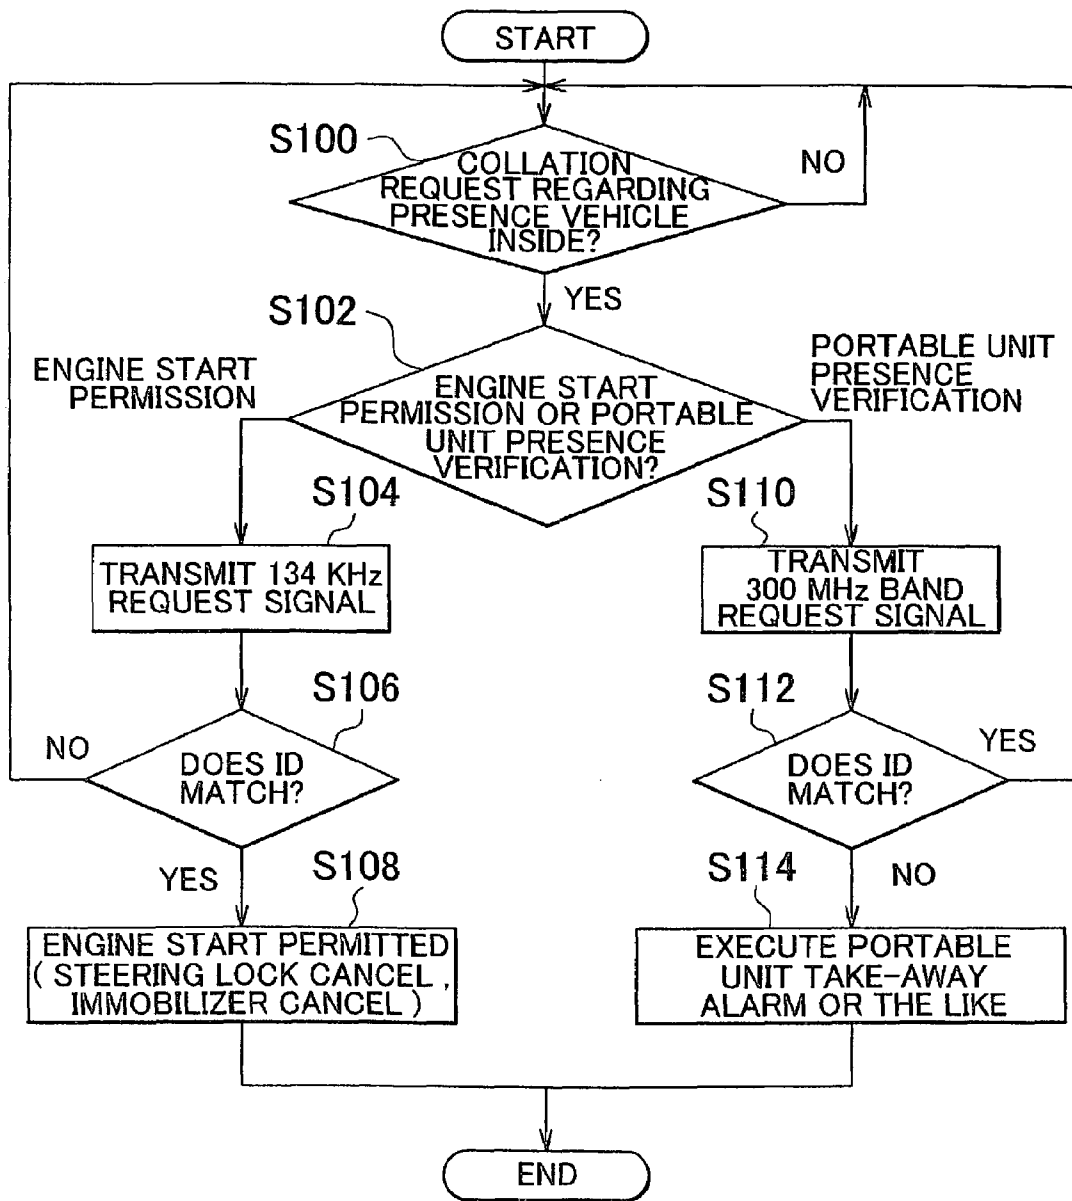 START
S100
COLLATION
REQUEST REGARDING
PRESENCE VEHICLE
INSIDE?
NO
YES
S102
ENGINE START
PERMISSION
ENGINE START
PERMISSION OR PORTABLE
UNIT PRESENCE
VERIFICATION?
PORTABLE UNIT
PRESENCE
VERIFICATION
S104
TRANSMIT 134 KHz
REQUEST SIGNAL
S110
TRANSMIT
300 MHz BAND
REQUEST SIGNAL
S106
NO
DOES ID
MATCH?
YES
S112
YES
DOES ID
MATCH?
NO
S108
ENGINE START PERMITTED
( STEERING LOCK CANCEL ,
IMMOBILIZER CANCEL )
S114
EXECUTE PORTABLE
UNIT TAKE-AWAY
ALARM OR THE LIKE
END